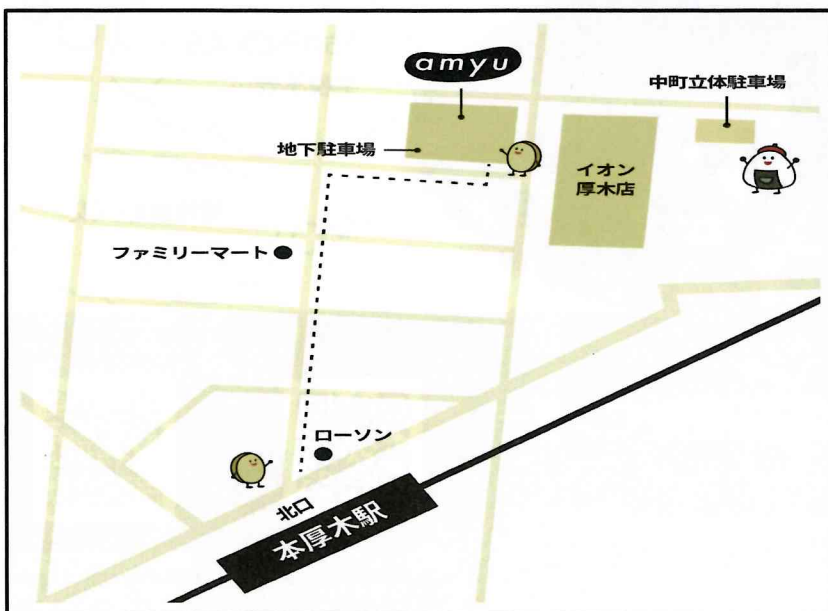 amyu
中町立体駐車場
地下駐車場
イオン
厚木店
ファミリーマート
ローソン
北口
本厚木駅